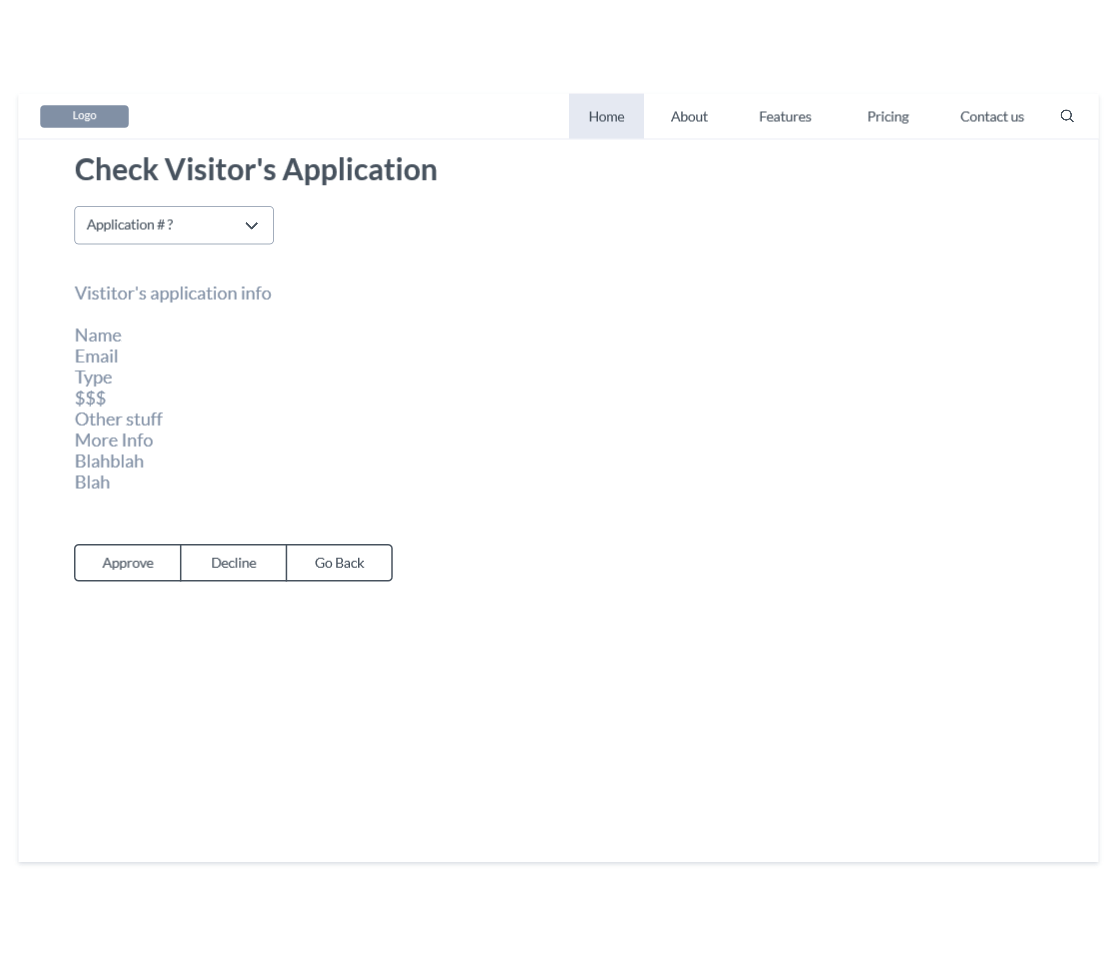 Logo
Home About Features Pricing Contact us
Check Visitor's Application
Application # ?
Vistitor's application info
Name
Email
Type
$$$
Other stuff
More Info
Blahblah
Blah
Approve Decline Go Back